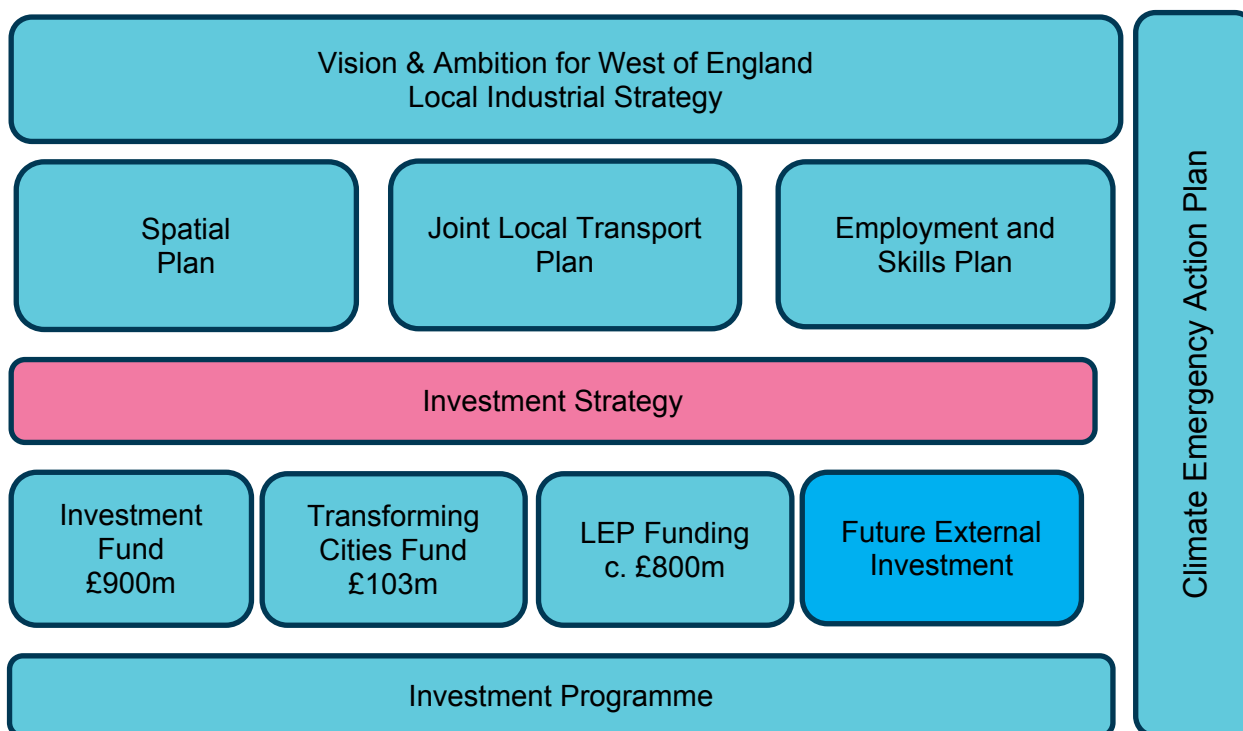 Vision & Ambition for West of England
Local Industrial Strategy
Spatial
Plan
Joint Local Transport
Plan
Employment and
Skills Plan
Investment Strategy
Investment
Fund
£900m
Transforming
Cities Fund
£103m
LEP Funding
c. £800m
Future External
Investment
Investment Programme
Climate Emergency Action Plan